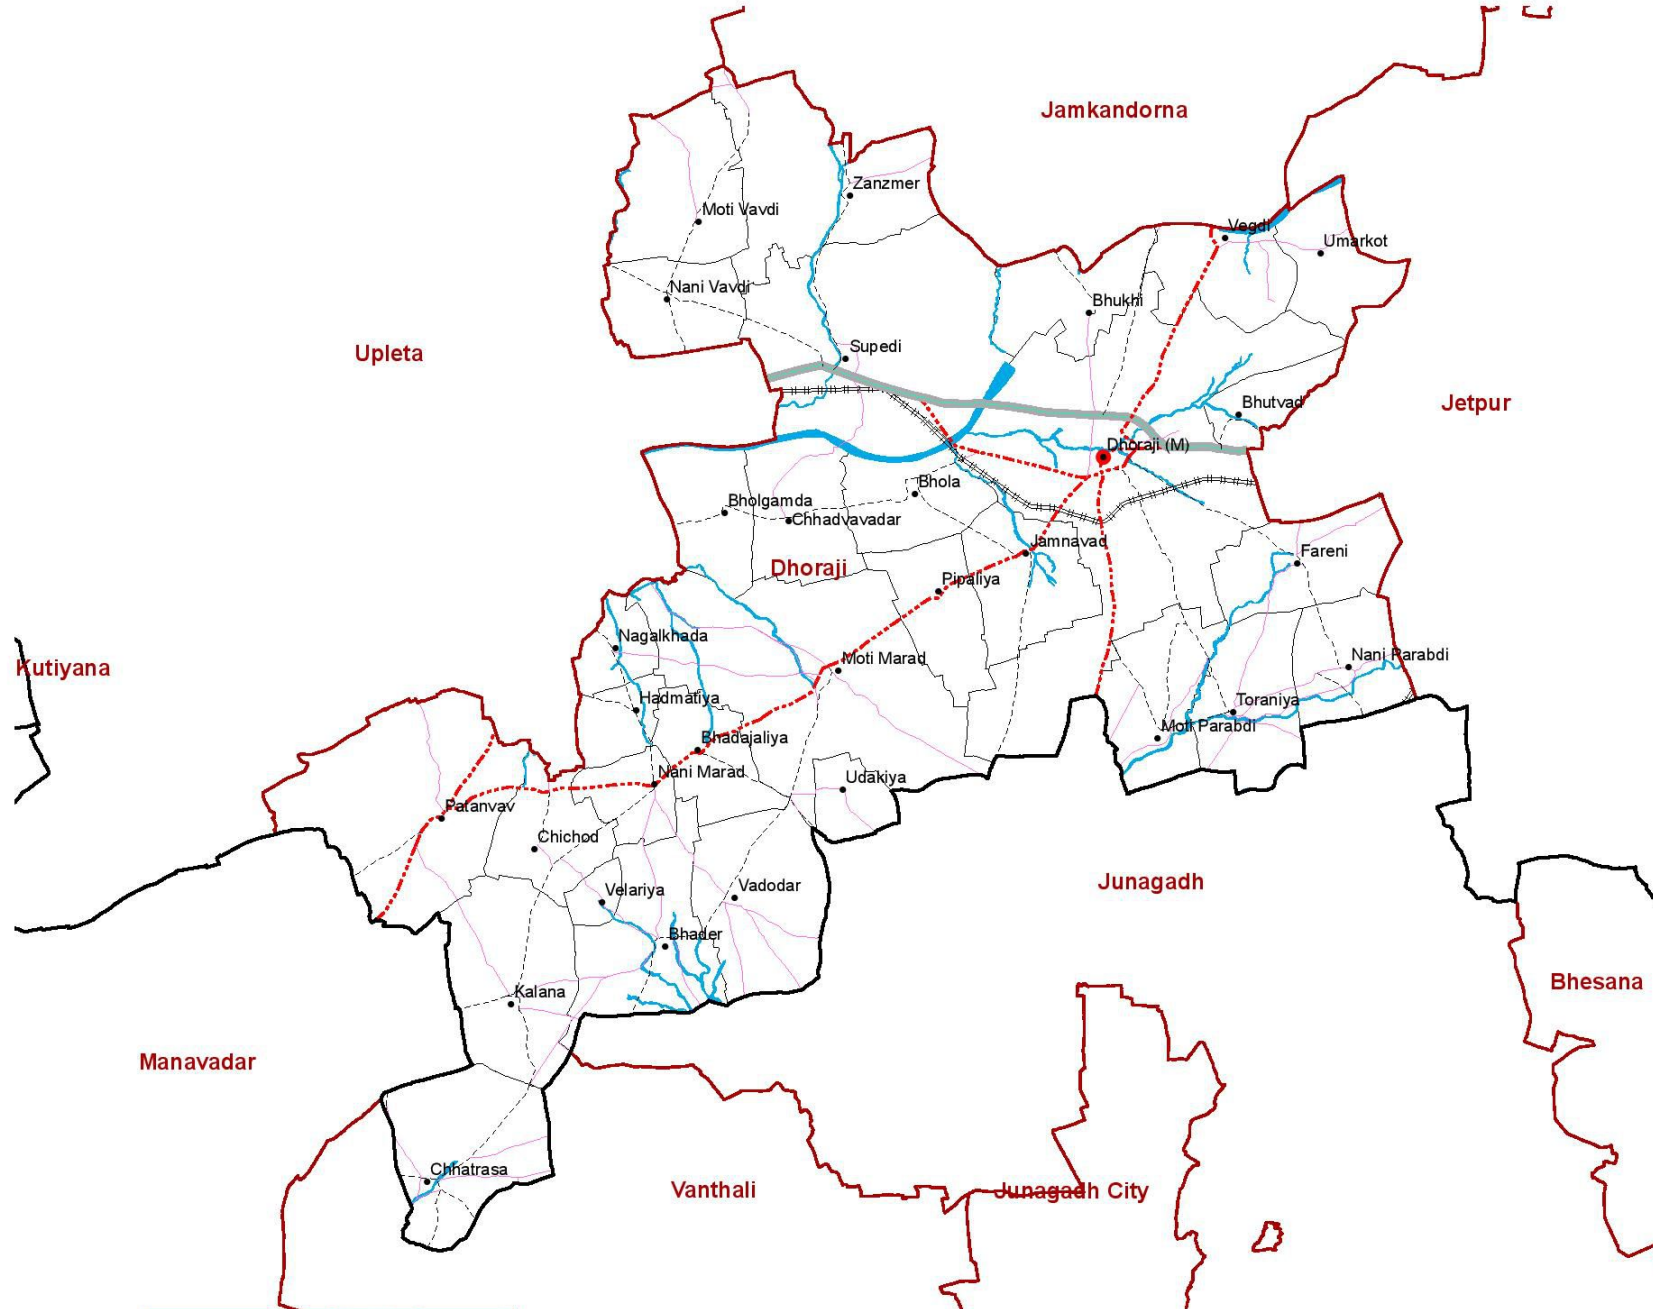 Jamkandorna
Zanzmer
Moti Vavdi
Vegdi
Umarkot
Nani Vavdi
Bhukhi
Supedi
Upleta
Bhutvad
Jetpur
Dhoraji (M)
Bhola
Bholgamda
Chhadvavadar
Jamnavad
Fareni
Dhoraji
Pipaliya
Nagalkhada
Moti Marad
Nani Parabdi
Kutiyana
Hadmatiya
Toraniya
Moti Parabdi
Bhadajaliya
Nani Marad
Udakiya
Patanvav
Chichod
Velariya
Vadodar
Junagadh
Bhader
Bhesana
Kalana
Manavadar
Chhatrasa
Vanthali
Junagadh City